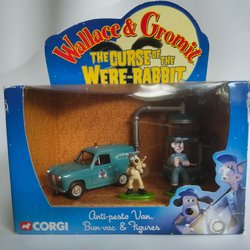 Wallace & Gromit
THE CURSE OF THE
WERE-RABBIT
CORGI
Anti-pesto Van,
Bun-vac & Figures